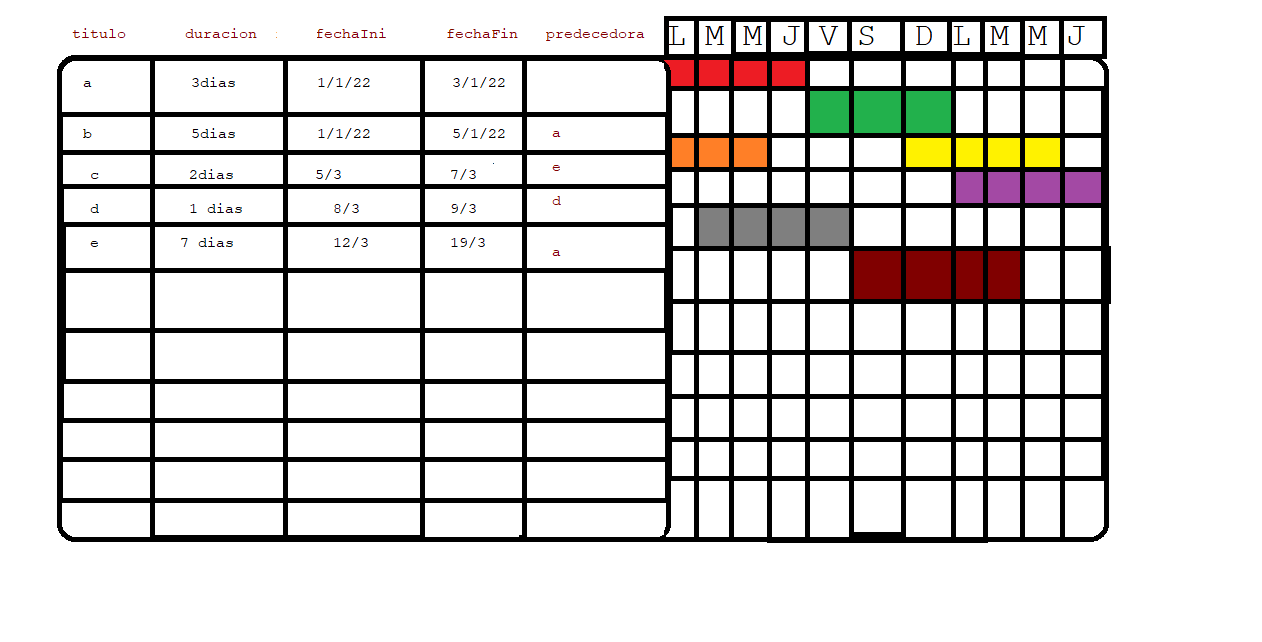 titulo duracion : fechaIni fechaFin predecedora L M M J V S D L M M J
a 3dias 1/1/22 3/1/22
b 5dias 1/1/22 5/1/22 a
c 2dias 5/3 7/3 e
d 1 dias 8/3 9/3 d
e 7 dias 12/3 19/3 a